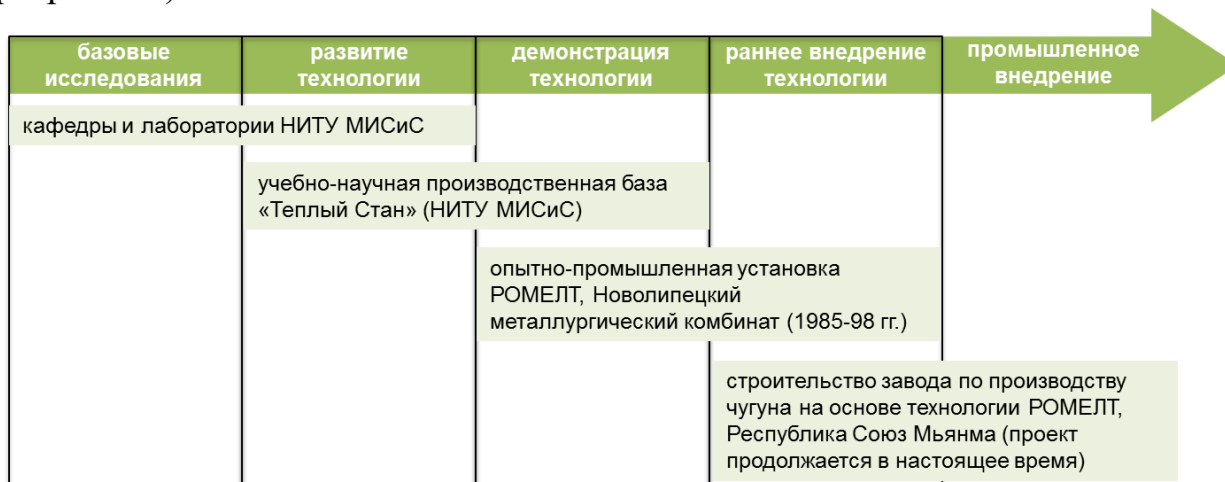 базовые
исследования
развитие
технологии
демонстрация
технологии
раннее внедрение
технологии
промышленное
внедрение
кафедры и лаборатории НИТУ МИСиС
учебно-научная производственная база
«Теплый Стан» (НИТУ МИСиС)
опытно-промышленная установка
РОМЕЛТ, Новолипецкий
металлургический комбинат (1985-98 гг.)
строительство завода по производству
чугуна на основе технологии РОМЕЛТ,
Республика Союз Мьянма (проект
продолжается в настоящее время)